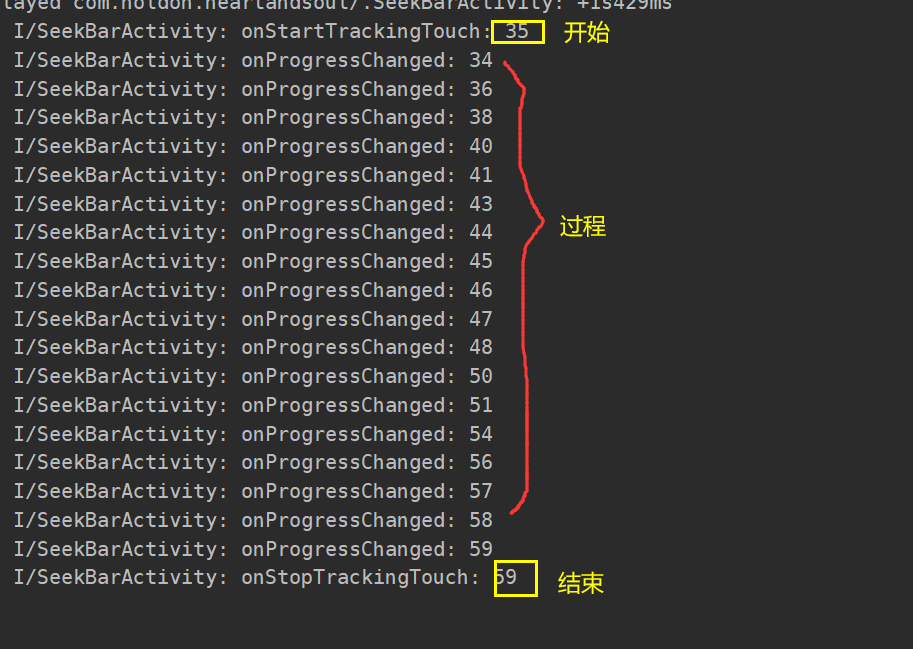 layed com.hotdon.heartandsoul/.SeekBarActivity: +1s429ms
I/SeekBarActivity: onStartTrackingTouch: 35 开始
I/SeekBarActivity: onProgressChanged: 34
I/SeekBarActivity: onProgressChanged: 36
I/SeekBarActivity: onProgressChanged: 38
I/SeekBarActivity: onProgressChanged: 40
I/SeekBarActivity: onProgressChanged: 41
I/SeekBarActivity: onProgressChanged: 43
I/SeekBarActivity: onProgressChanged: 44 过程
I/SeekBarActivity: onProgressChanged: 45
I/SeekBarActivity: onProgressChanged: 46
I/SeekBarActivity: onProgressChanged: 47
I/SeekBarActivity: onProgressChanged: 48
I/SeekBarActivity: onProgressChanged: 50
I/SeekBarActivity: onProgressChanged: 51
I/SeekBarActivity: onProgressChanged: 54
I/SeekBarActivity: onProgressChanged: 56
I/SeekBarActivity: onProgressChanged: 57
I/SeekBarActivity: onProgressChanged: 58
I/SeekBarActivity: onProgressChanged: 59
I/SeekBarActivity: onStopTrackingTouch: 59 结束